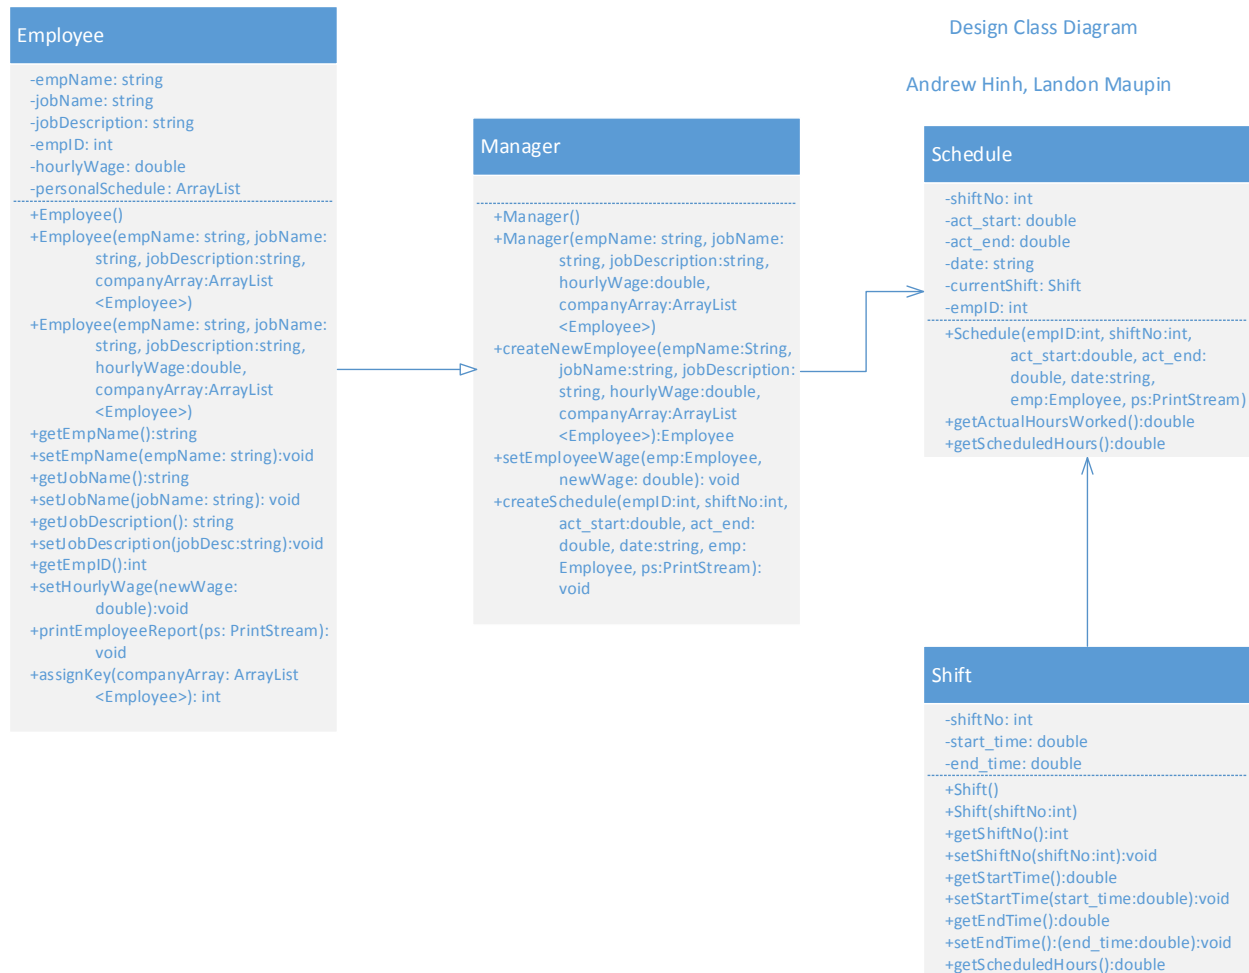 Design Class Diagram
Andrew Hinh, Landon Maupin
Employee
-empName: string
-jobName: string
-jobDescription: string
-empID: int
-hourlyWage: double
-personalSchedule: ArrayList
+Employee()
+Employee(empName: string, jobName:
string, jobDescription:string,
companyArray:ArrayList
<Employee>)
+Employee(empName: string, jobName:
string, jobDescription:string,
hourlyWage:double,
companyArray:ArrayList
<Employee>)
+getEmpName():string
+setEmpName(empName: string):void
+getJobName():string
+setJobName(jobName: string): void
+getJobDescription(): string
+setJobDescription(jobDesc:string):void
+getEmpID():int
+setHourlyWage(newWage:
double):void
+printEmployeeReport(ps: PrintStream):
void
+assignKey(companyArray: ArrayList
<Employee>): int
Manager
+Manager()
+Manager(empName: string, jobName:
string, jobDescription:string,
hourlyWage:double,
companyArray:ArrayList
<Employee>)
+createNewEmployee(empName:String,
jobName:string, jobDescription:
string, hourlyWage:double,
companyArray:ArrayList
<Employee>):Employee
+setEmployeeWage(emp:Employee,
newWage: double): void
+createSchedule(empID:int, shiftNo:int,
act_start:double, act_end:
double, date:string, emp:
Employee, ps:PrintStream):
void
Schedule
-shiftNo: int
-act_start: double
-act_end: double
-date: string
-currentShift: Shift
-empID: int
+Schedule(empID:int, shiftNo:int,
act_start:double, act_end:
double, date:string,
emp:Employee, ps:PrintStream)
+getActualHoursWorked():double
+getScheduledHours():double
Shift
-shiftNo: int
-start_time: double
-end_time: double
+Shift()
+Shift(shiftNo:int)
+getShiftNo():int
+setShiftNo(shiftNo:int):void
+getStartTime():double
+setStartTime(start_time:double):void
+getEndTime():double
+setEndTime():(end_time:double):void
+getScheduledHours():double